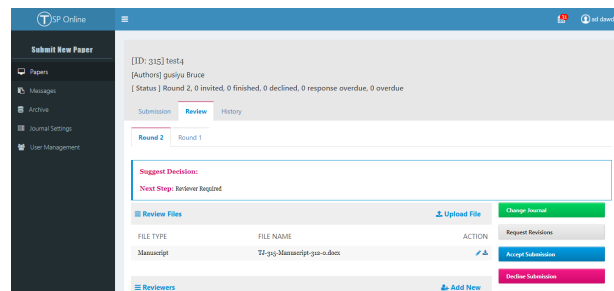 TSP Online
ad dawd
Submit New Paper
Papers
Messages
Archive
Journal Settings
User Management
[ID: 315] test4
[Authors] gusiyu Bruce
[ Status ] Round 2, 0 invited, 0 finished, 0 declined, 0 response overdue, 0 overdue
Submission Review History
Round 2 Round 1
Suggest Decision:
Next Step: Reviewer Required
Review Files Upload File
FILE TYPE FILE NAME ACTION
Manuscript TJ-315-Manuscript-312-0.docx
Reviewers Add New
Change Journal
Request Revisions
Accept Submission
Decline Submission